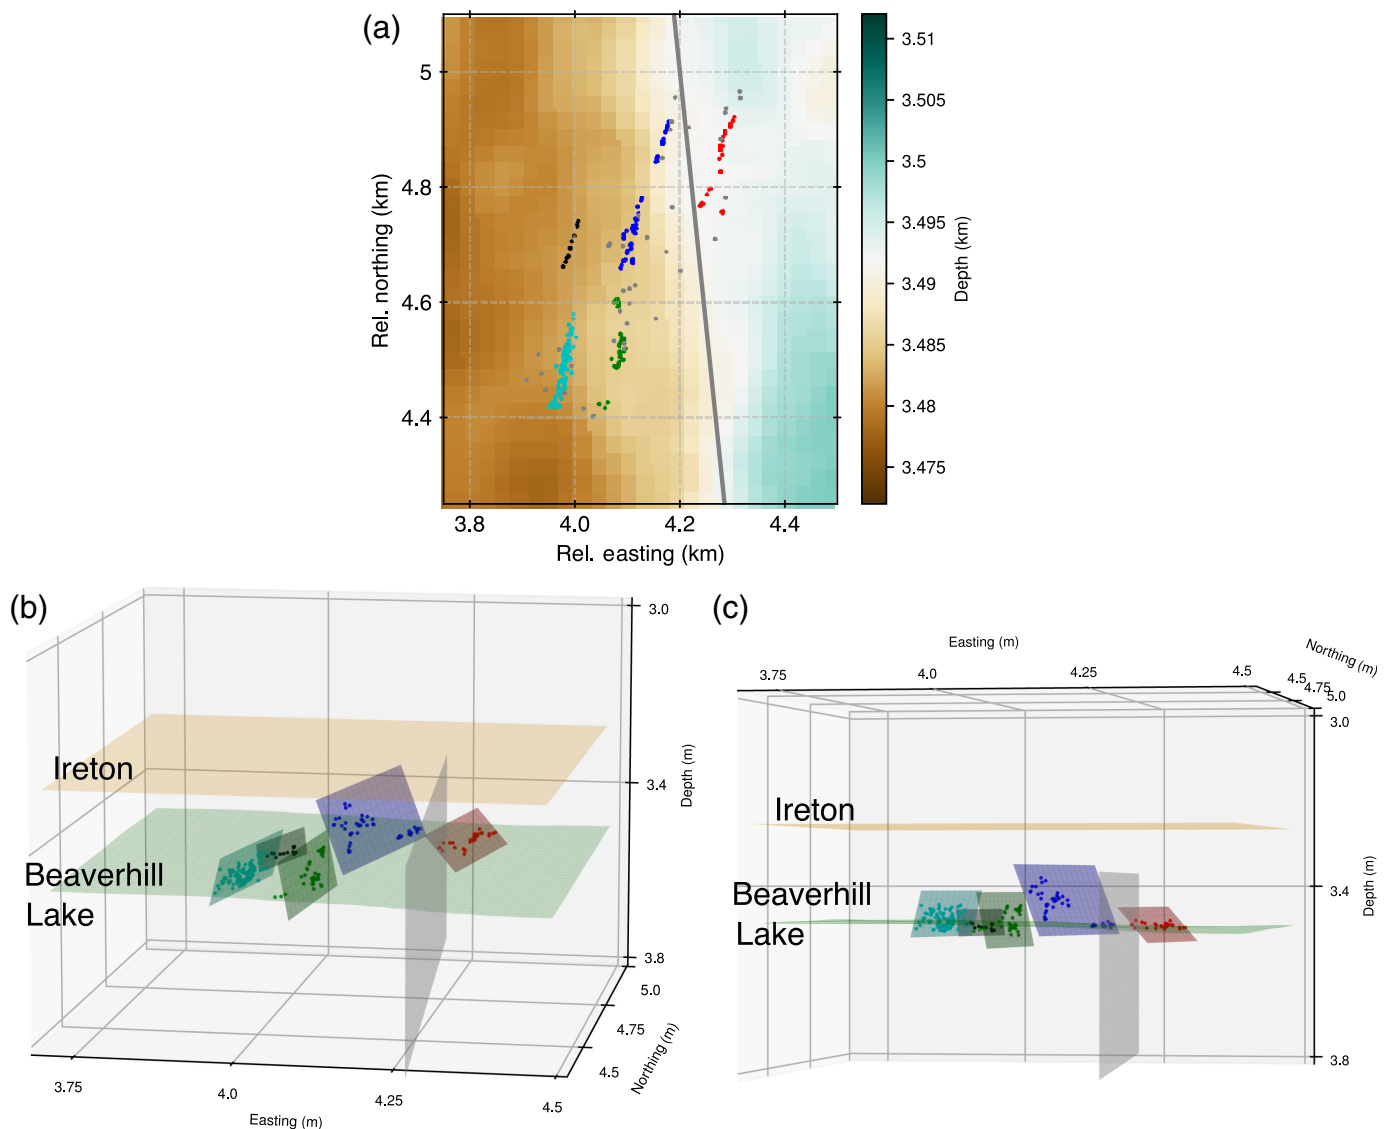 (a)
5
4.8
4.6
4.4
Rel. northing (km)
3.8
4.0
4.2
4.4
Rel. easting (km)
3.51
3.505
3.5
3.495
3.49
3.485
3.48
3.475
Depth (km)
(b)
Ireton
Beaverhill
Lake
3.0
3.4
3.8
Depth (m)
5.0
4.75
4.5
Northing (m)
3.75
4.0
4.25
4.5
Easting (m)
(c)
Easting (m)
3.75
4.0
4.25
4.5
Northing (m)
4.5
4.75
5.0
Ireton
Beaverhill
Lake
3.0
3.4
3.8
Depth (m)